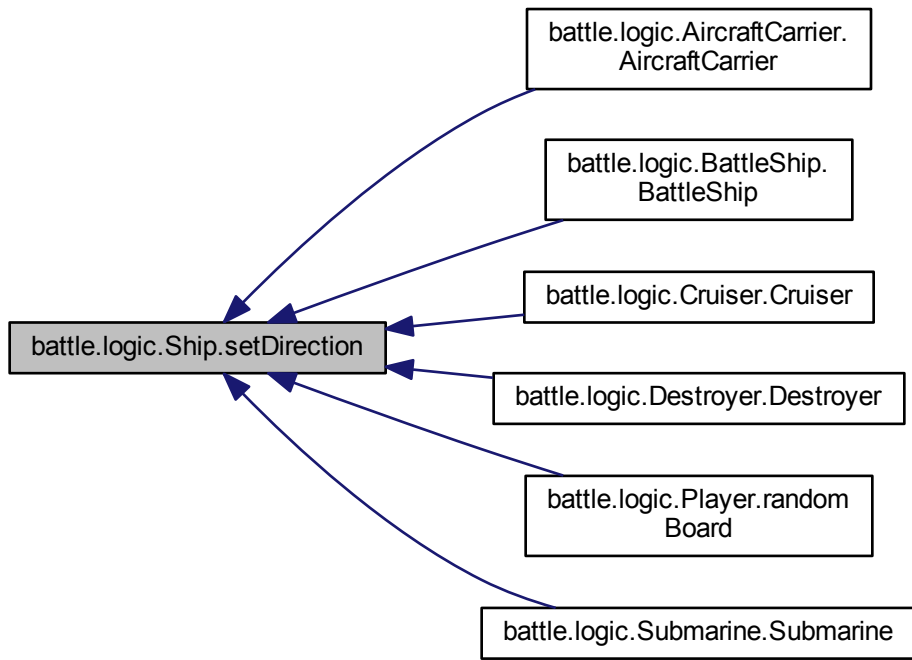 battle.logic.AircraftCarrier.
AircraftCarrier
battle.logic.BattleShip.
BattleShip
battle.logic.Cruiser.Cruiser
battle.logic.Ship.setDirection
battle.logic.Destroyer.Destroyer
battle.logic.Player.random
Board
battle.logic.Submarine.Submarine